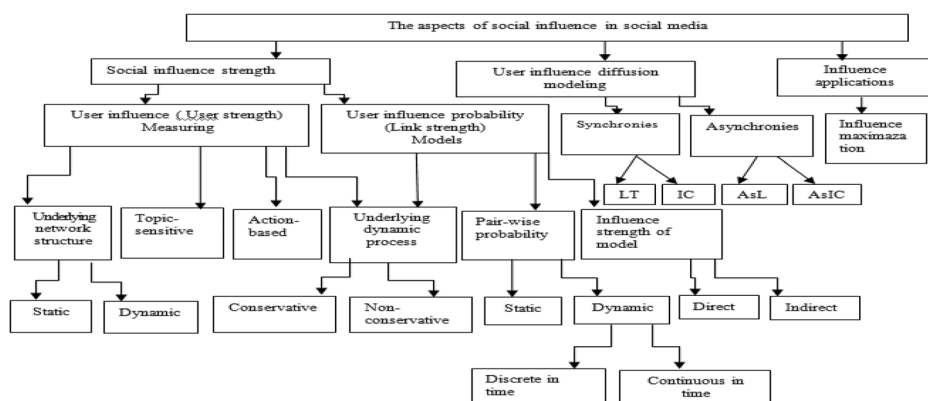 The aspects of social influence in social media
Social influence strength
User influence diffusion
modeling
Influence
applications
User influence ( User strength)
Measuring
User influence probability
(Link strength)
Models
Synchronies
Asynchronies
Influence
maximaza
tion
LT
IC
AsL
AsIC
Underlying
network
structure
Topic-
sensitive
Action-
based
Underlying
dynamic
process
Pair-wise
probability
Influence
strength of
model
Static
Dynamic
Conservative
Non-
conservative
Static
Dynamic
Direct
Indirect
Discrete in
time
Continuous in
time